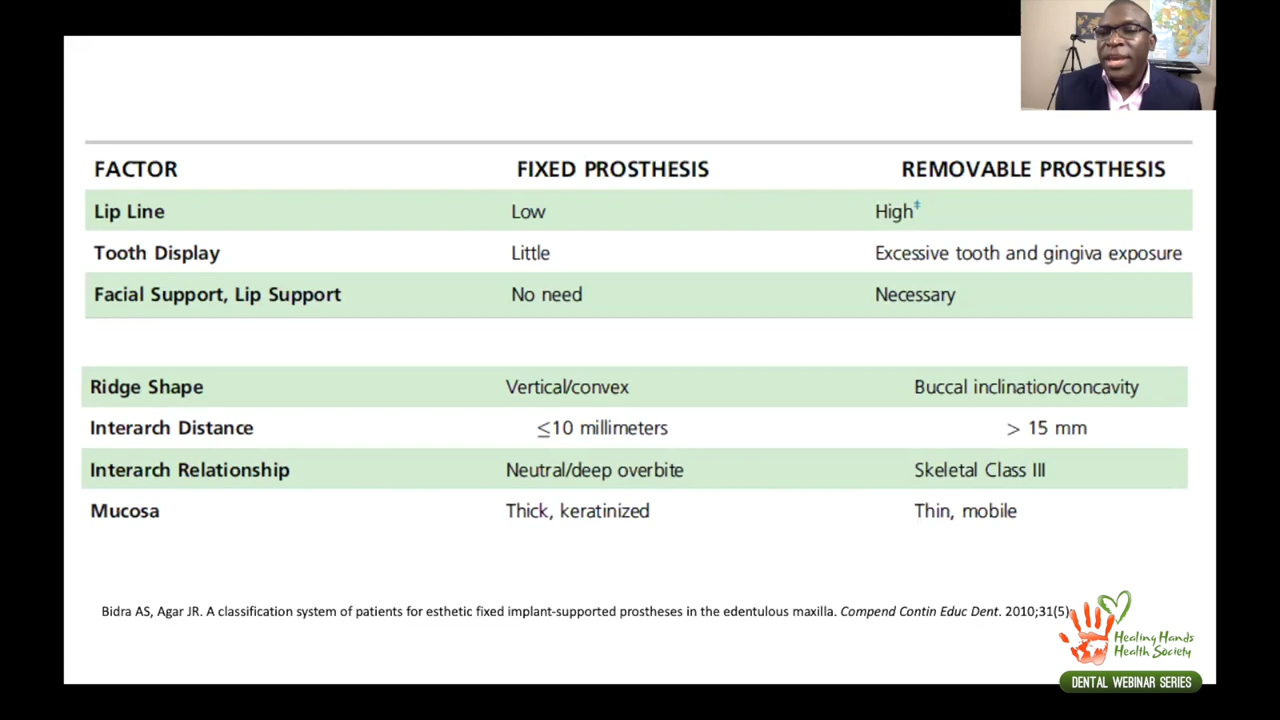 FACTOR FIXED PROSTHESIS REMOVABLE PROSTHESIS
Lip Line Low High‡
Tooth Display Little Excessive tooth and gingiva exposure
Facial Support, Lip Support No need Necessary
Ridge Shape Vertical/convex Buccal inclination/concavity
Interarch Distance ≤10 millimeters > 15 mm
Interarch Relationship Neutral/deep overbite Skeletal Class III
Mucosa Thick, keratinized Thin, mobile
Bidra AS, Agar JR. A classification system of patients for esthetic fixed implant-supported prostheses in the edentulous maxilla. Compend Contin Educ Dent. 2010;31(5):
Healing Hands
Health Society
DENTAL WEBINAR SERIES